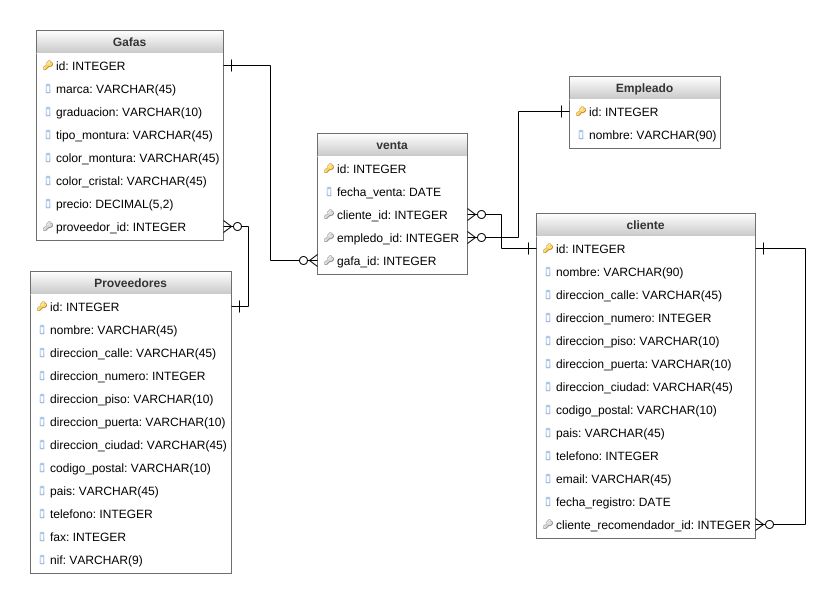 Gafas
id: INTEGER
marca: VARCHAR(45)
graduacion: VARCHAR(10)
tipo_montura: VARCHAR(45)
color_montura: VARCHAR(45)
color_cristal: VARCHAR(45)
precio: DECIMAL(5,2)
proveedor_id: INTEGER
Proveedores
id: INTEGER
nombre: VARCHAR(45)
direccion_calle: VARCHAR(45)
direccion_numero: INTEGER
direccion_piso: VARCHAR(10)
direccion_puerta: VARCHAR(10)
direccion_ciudad: VARCHAR(45)
codigo_postal: VARCHAR(10)
pais: VARCHAR(45)
telefono: INTEGER
fax: INTEGER
nif: VARCHAR(9)
venta
id: INTEGER
fecha_venta: DATE
cliente_id: INTEGER
empledo_id: INTEGER
gafa_id: INTEGER
Empleado
id: INTEGER
nombre: VARCHAR(90)
cliente
id: INTEGER
nombre: VARCHAR(90)
direccion_calle: VARCHAR(45)
direccion_numero: INTEGER
direccion_piso: VARCHAR(10)
direccion_puerta: VARCHAR(10)
direccion_ciudad: VARCHAR(45)
codigo_postal: VARCHAR(10)
pais: VARCHAR(45)
telefono: INTEGER
email: VARCHAR(45)
fecha_registro: DATE
cliente_recomendador_id: INTEGER